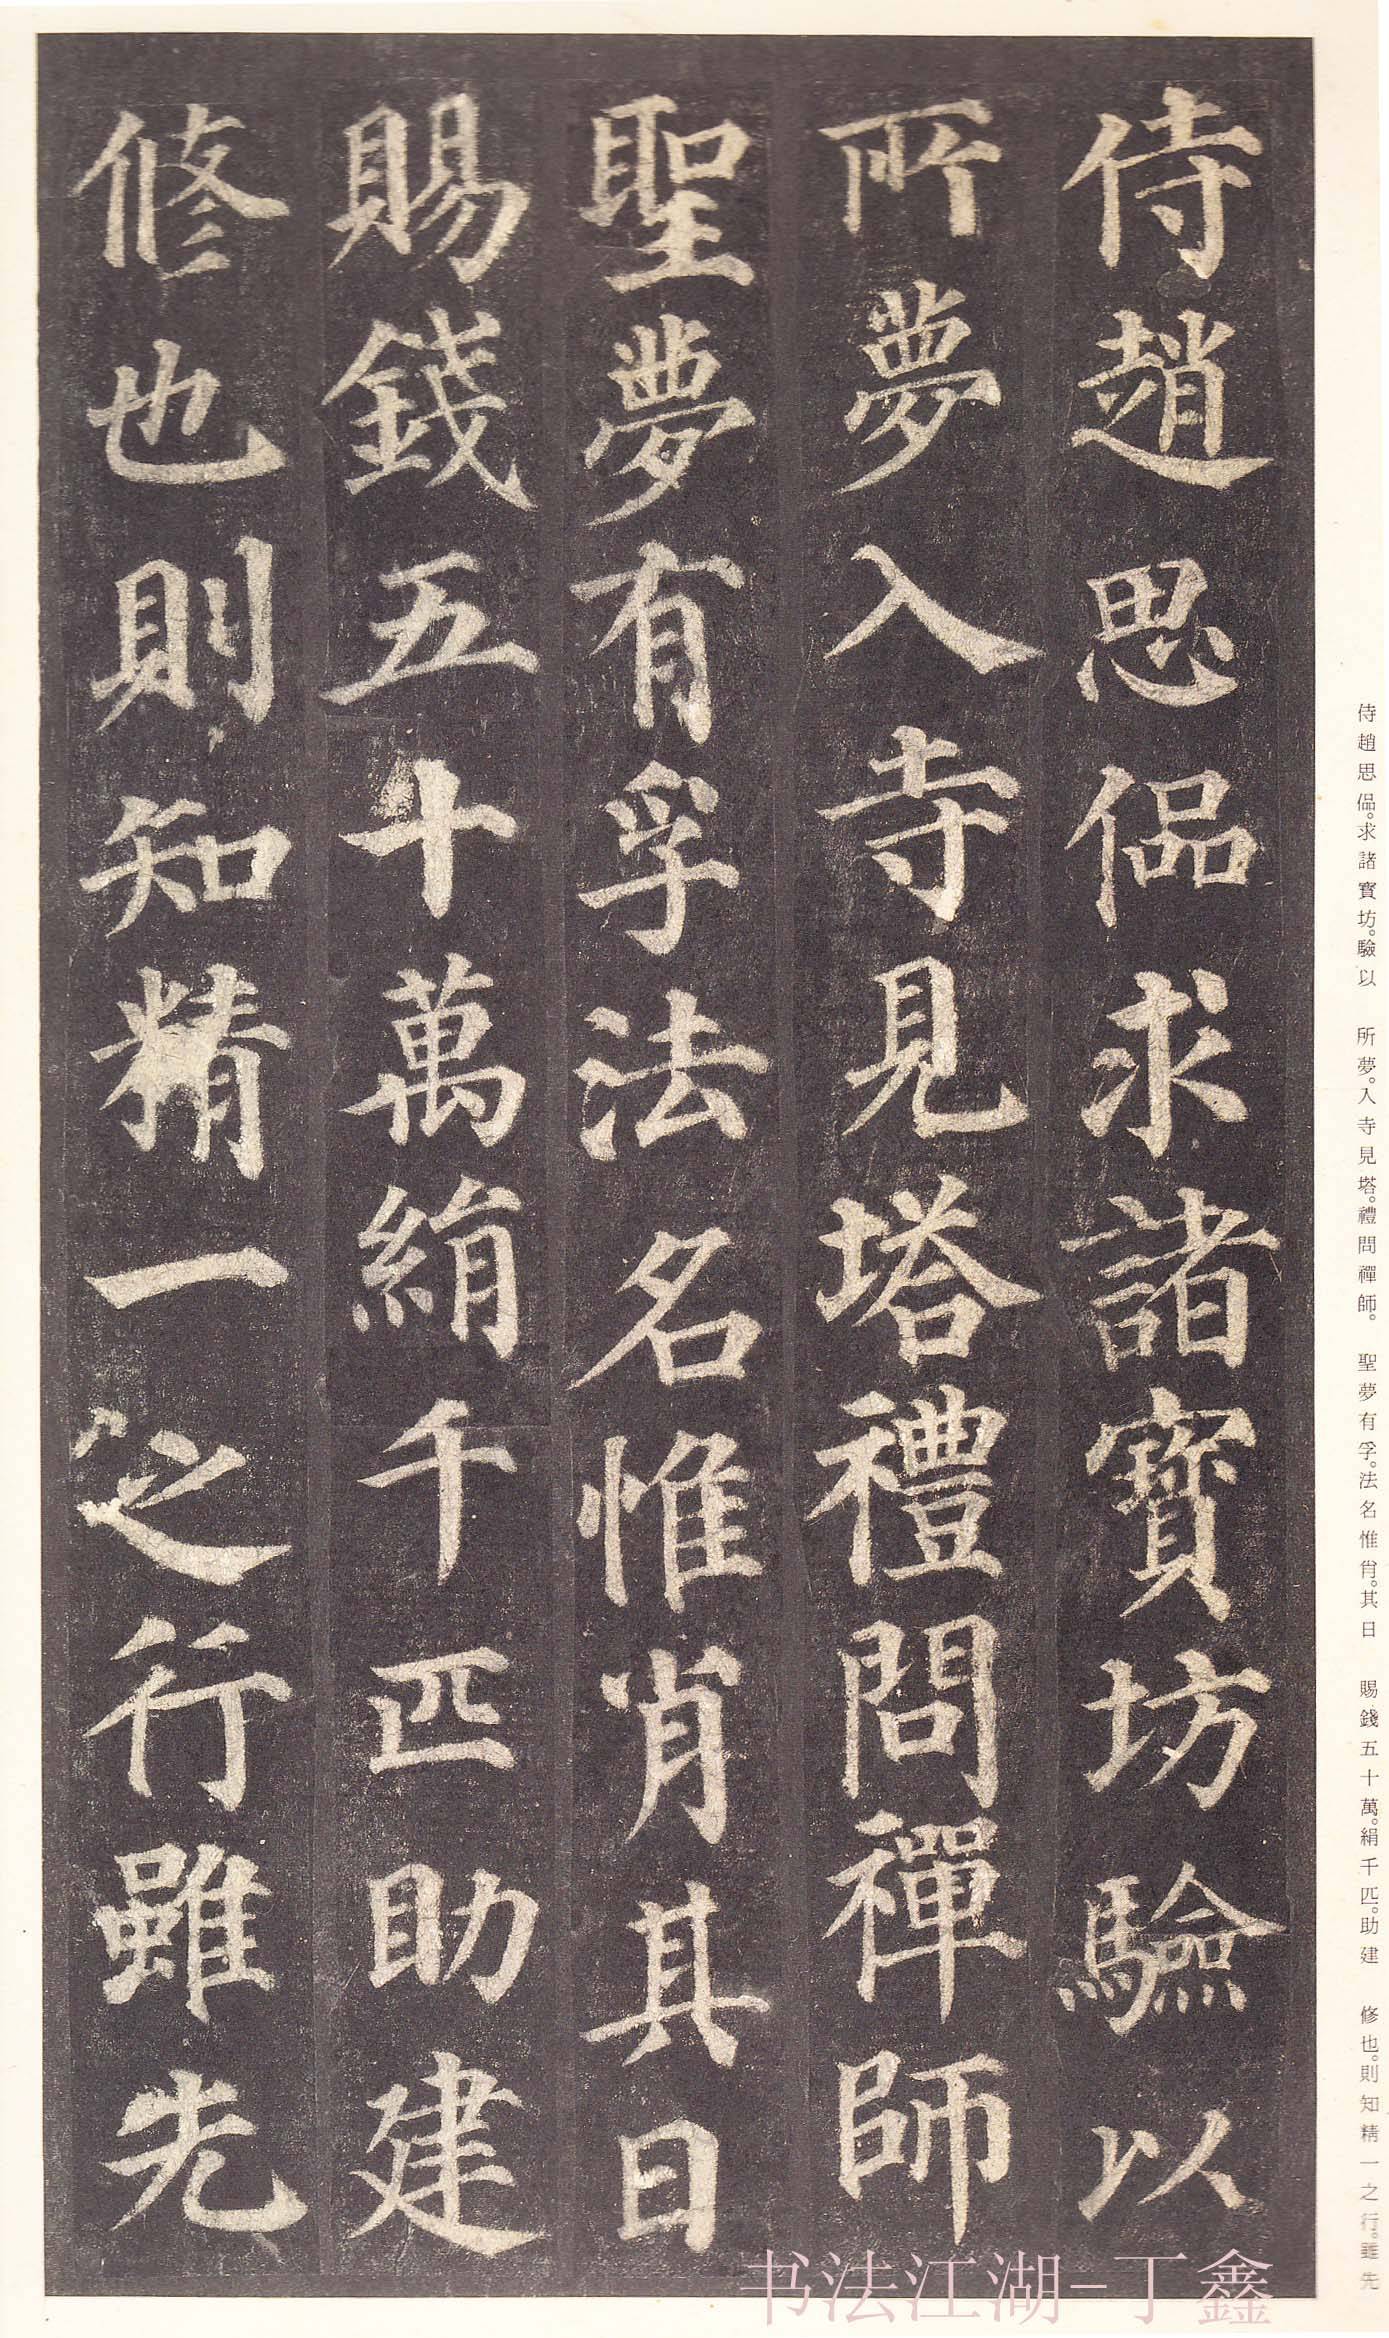 侍趙思侽求諸寳坊驗以
所夢入寺見塔禮問禪師
聖夢有孚法名惟肖其日
賜錢五十萬絹千匹助建
修也則知精一之行雖先
侍趙思侽。求諸寳坊。驗以　所夢。入寺見塔。禮問禪師。　聖夢有孚。法名惟肖。其日　賜錢五十萬。絹千匹。助建　修也。則知精一之行。雖先
书法江湖-丁鑫